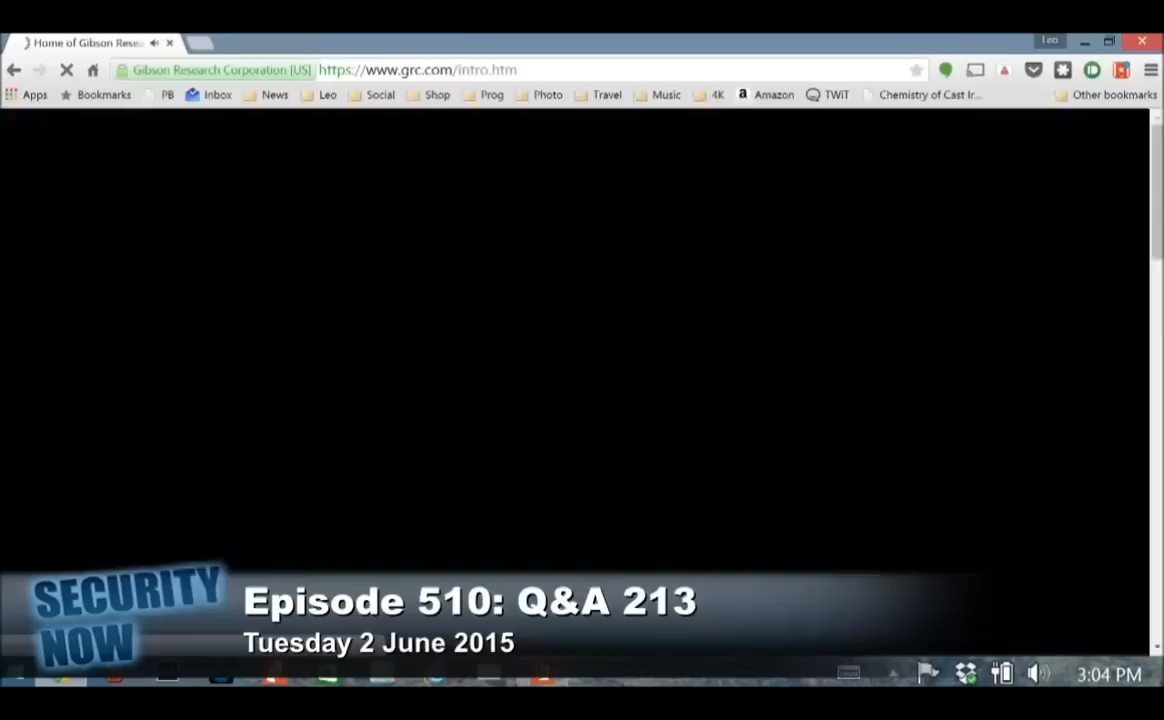 Home of Gibson Resea
Leo
Gibson Research Corporation [US] https://www.grc.com/intro.htm
Apps Bookmarks PB Inbox News Leo Social Shop Prog Photo Travel Music 4K Amazon TWiT Chemistry of Cast Ir... Other bookmarks
SECURITY
NOW
Episode 510: Q&A 213
Tuesday 2 June 2015
3:04 PM